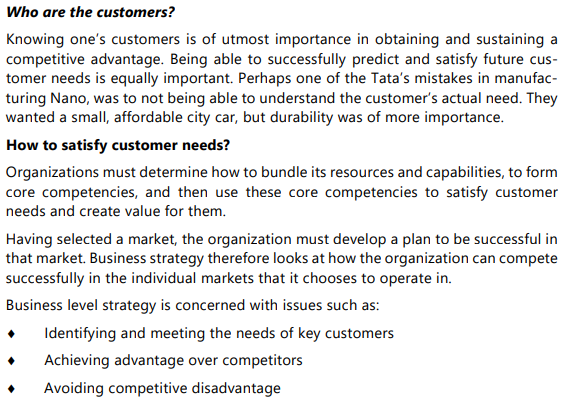 Who are the customers?
Knowing one's customers is of utmost importance in obtaining and sustaining a
competitive advantage. Being able to successfully predict and satisfy future cus-
tomer needs is equally important. Perhaps one of the Tata's mistakes in manufac-
turing Nano, was to not being able to understand the customer's actual need. They
wanted a small, affordable city car, but durability was of more importance.
How to satisfy customer needs?
Organizations must determine how to bundle its resources and capabilities, to form
core competencies, and then use these core competencies to satisfy customer
needs and create value for them.
Having selected a market, the organization must develop a plan to be successful in
that market. Business strategy therefore looks at how the organization can compete
successfully in the individual markets that it chooses to operate in.
Business level strategy is concerned with issues such as:
♦ Identifying and meeting the needs of key customers
♦ Achieving advantage over competitors
♦ Avoiding competitive disadvantage